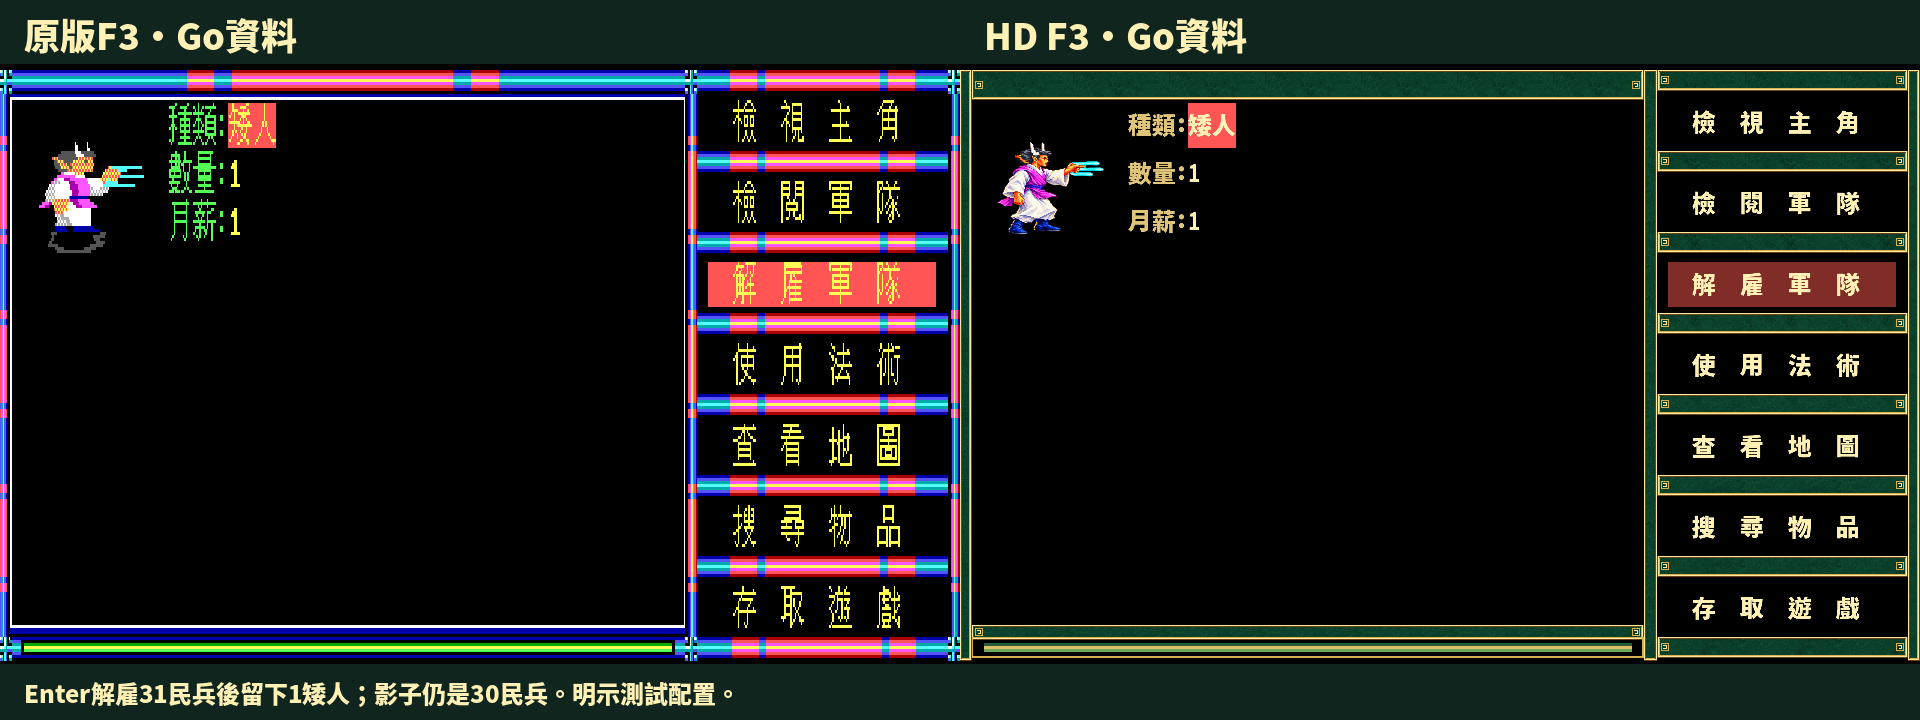 原版F3・Go資料
HD F3・Go資料
種類:矮人
數量:1
月薪:1
檢視主角
檢閱軍隊
解雇軍隊
使用法術
查看地圖
搜尋物品
存取遊戲
種類:矮人
數量:1
月薪:1
檢視主角
檢閱軍隊
解雇軍隊
使用法術
查看地圖
搜尋物品
存取遊戲
Enter解雇31民兵後留下1矮人；影子仍是30民兵。明示測試配置。